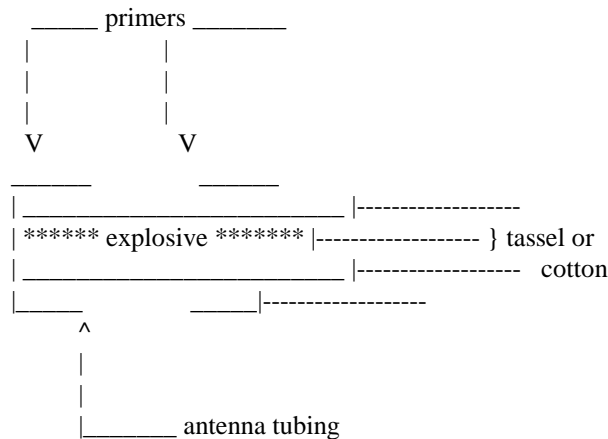 primers
explosive
tassel or
cotton
antenna tubing